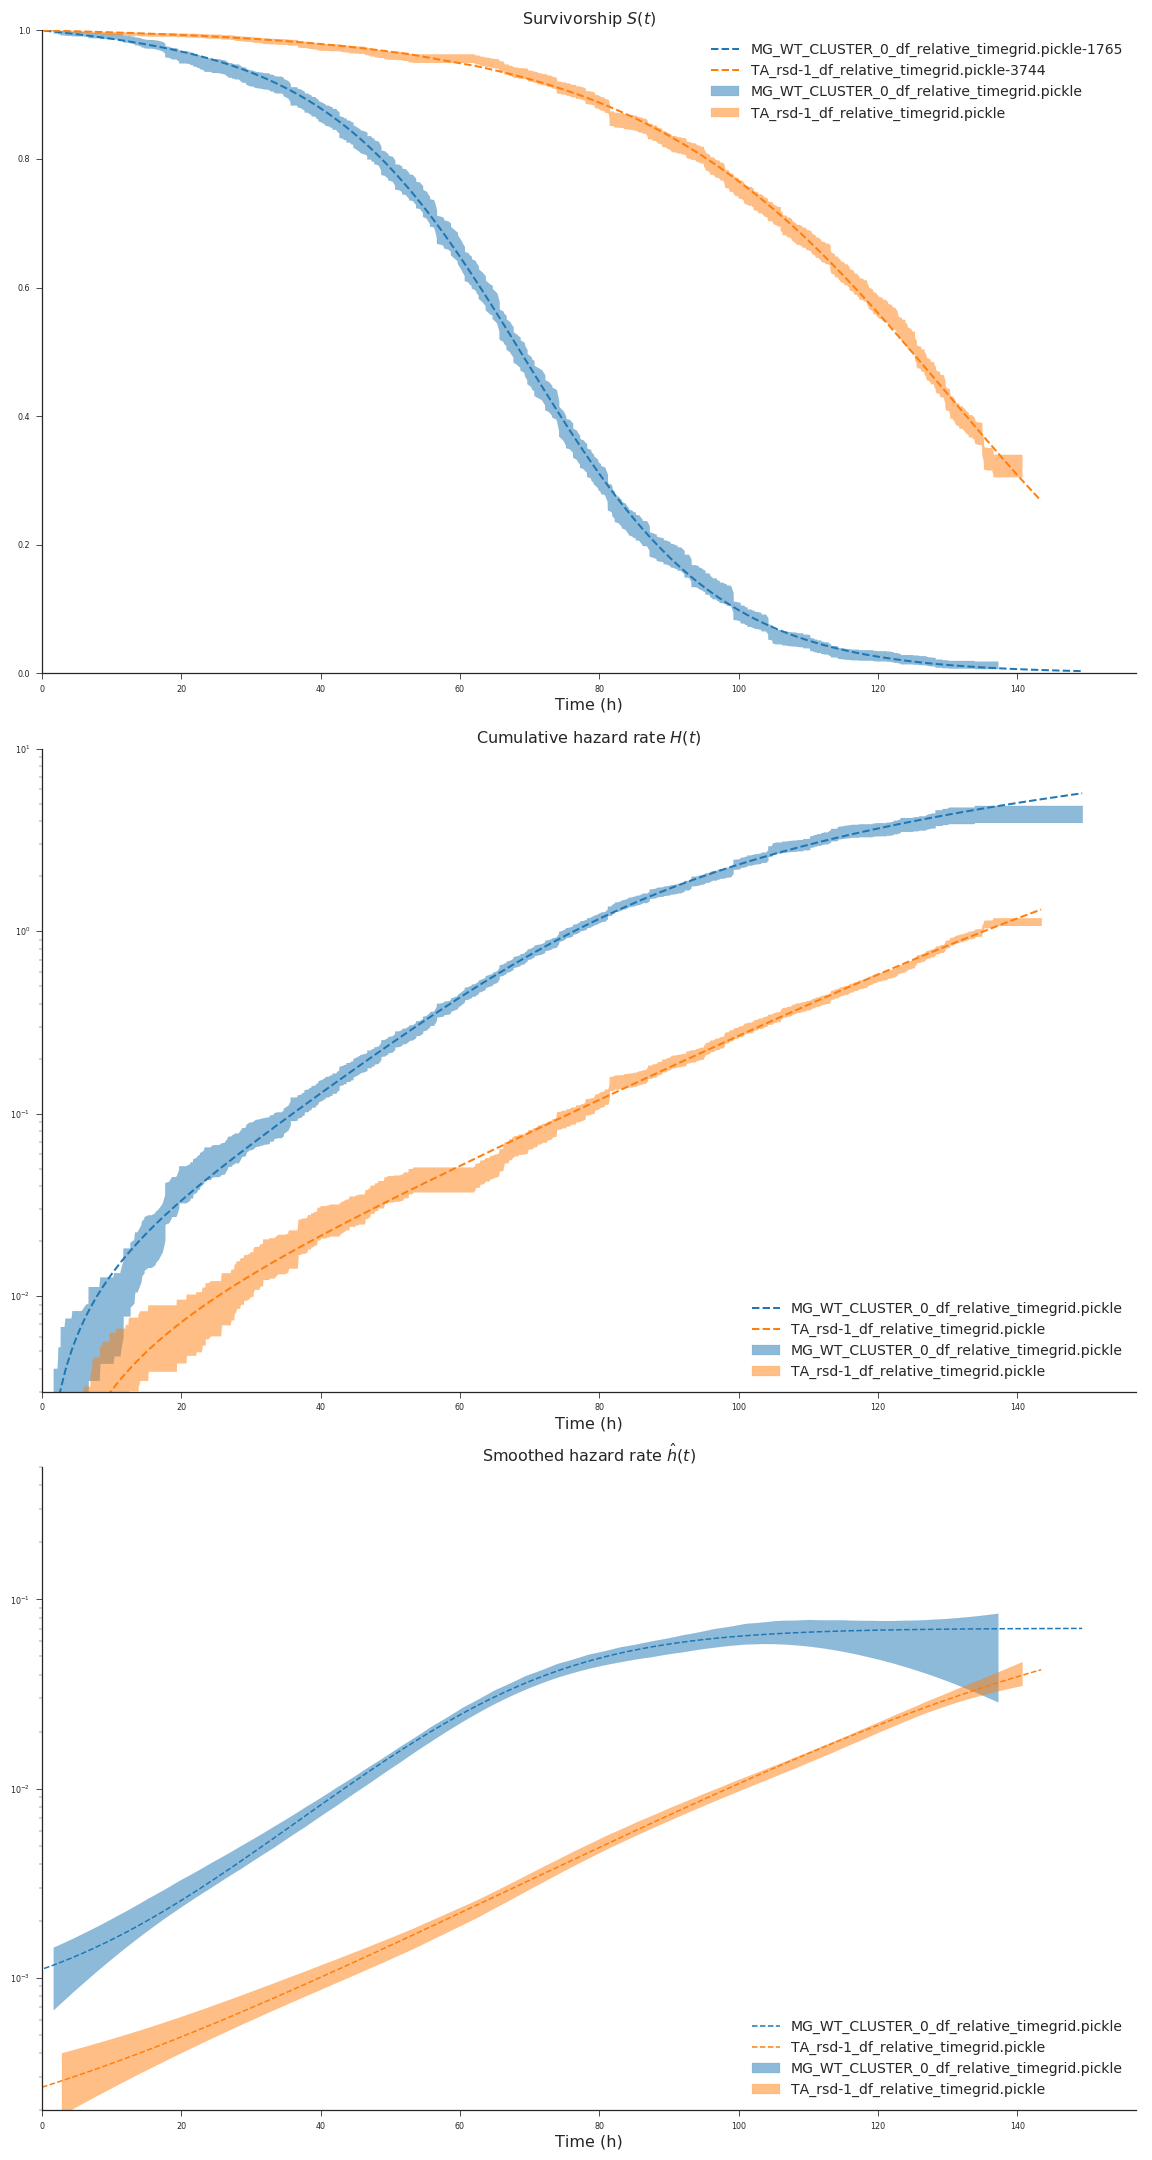 Survivorship S(t)
1.0
0.8
0.6
0.4
0.2
0.0
MG_WT_CLUSTER_0_df_relative_timegrid.pickle-1765
TA_rsd-1_df_relative_timegrid.pickle-3744
MG_WT_CLUSTER_0_df_relative_timegrid.pickle
TA_rsd-1_df_relative_timegrid.pickle
0 20 40 60 80 100 120 140
Time (h)
Cumulative hazard rate H(t)
10¹
10⁰
10⁻¹
10⁻²
MG_WT_CLUSTER_0_df_relative_timegrid.pickle
TA_rsd-1_df_relative_timegrid.pickle
MG_WT_CLUSTER_0_df_relative_timegrid.pickle
TA_rsd-1_df_relative_timegrid.pickle
0 20 40 60 80 100 120 140
Time (h)
Smoothed hazard rate ĥ(t)
10⁻¹
10⁻²
10⁻³
MG_WT_CLUSTER_0_df_relative_timegrid.pickle
TA_rsd-1_df_relative_timegrid.pickle
MG_WT_CLUSTER_0_df_relative_timegrid.pickle
TA_rsd-1_df_relative_timegrid.pickle
0 20 40 60 80 100 120 140
Time (h)